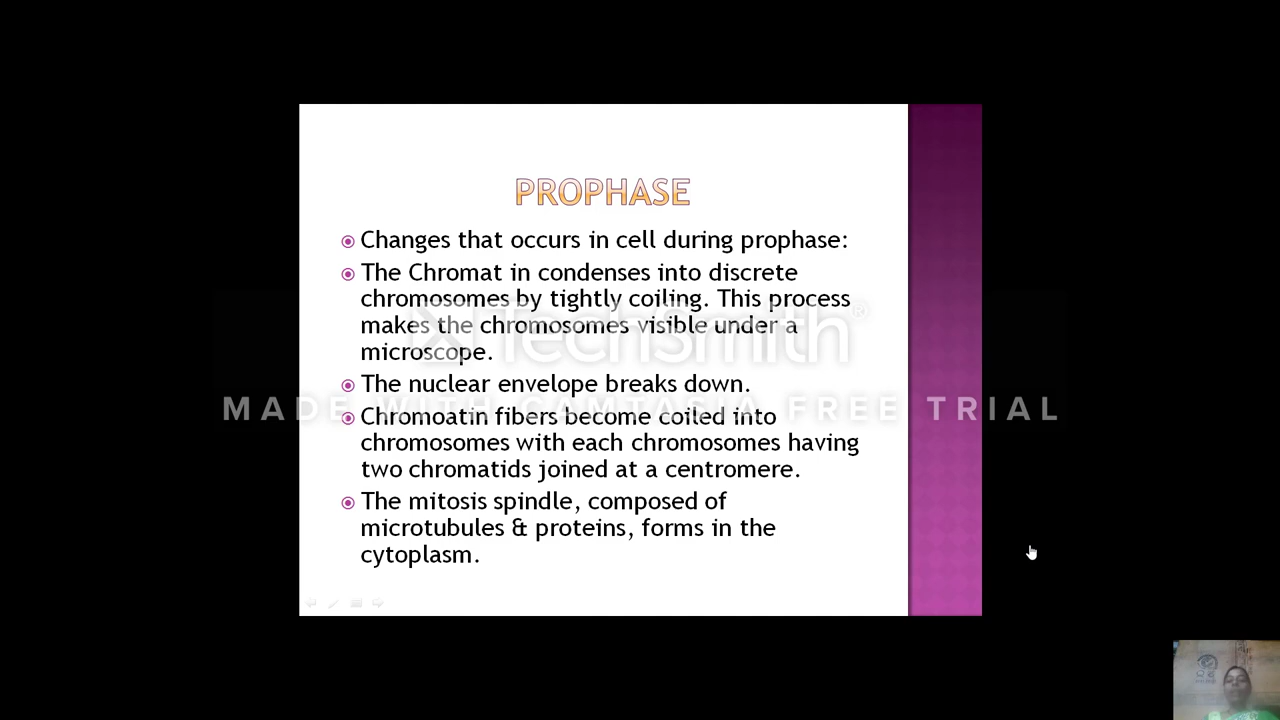 PROPHASE
Changes that occurs in cell during prophase:
The Chromat in condenses into discrete
chromosomes by tightly coiling. This process
makes the chromosomes visible under a
microscope.
TechSmith®
The nuclear envelope breaks down.
MADE WITH CAMTASIA FREE TRIAL
Chromoatin fibers become coiled into
chromosomes with each chromosomes having
two chromatids joined at a centromere.
The mitosis spindle, composed of
microtubules & proteins, forms in the
cytoplasm.